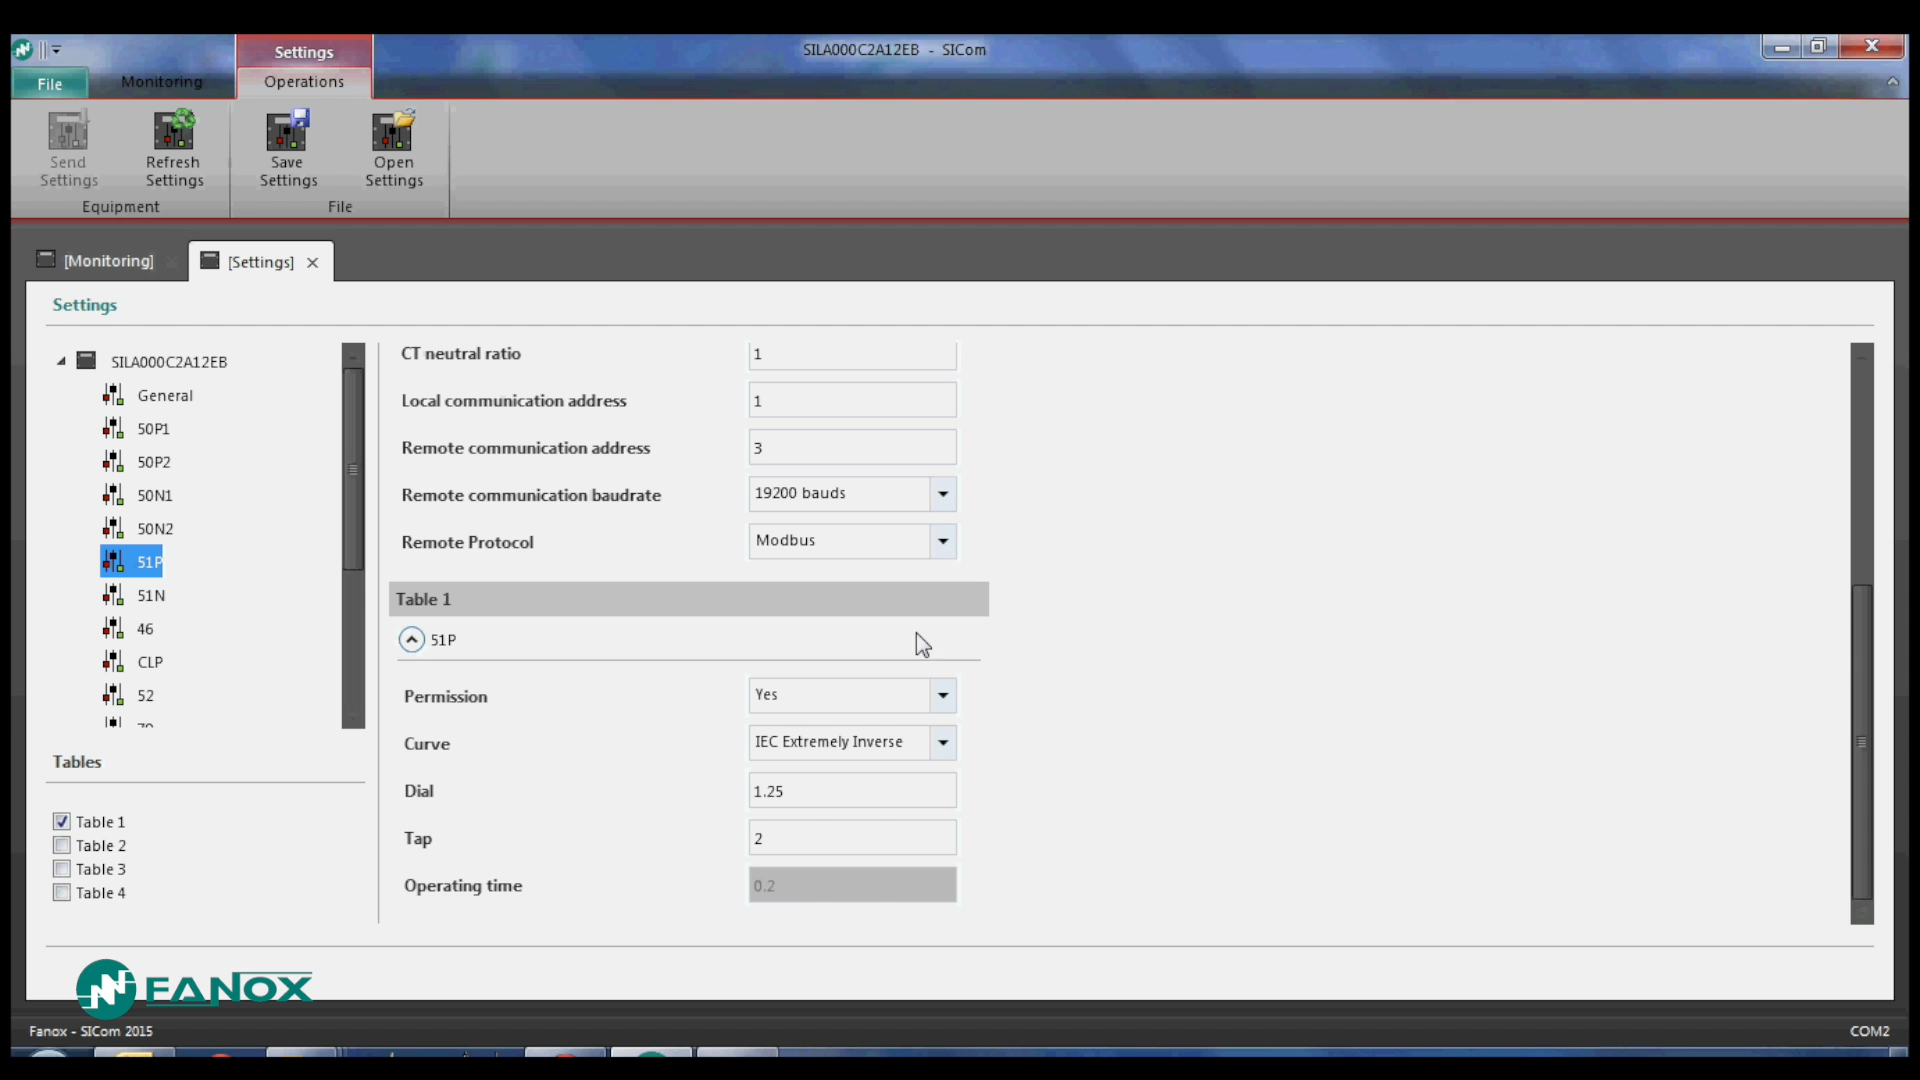 Settings
SILA000C2A12EB - SICom
File
Monitoring
Operations
Send Settings
Refresh Settings
Save Settings
Open Settings
Equipment
File
[Monitoring]
[Settings]
Settings
SILA000C2A12EB
General
50P1
50P2
50N1
50N2
51P
51N
46
CLP
52
CT neutral ratio 1
Local communication address 1
Remote communication address 3
Remote communication baudrate 19200 bauds
Remote Protocol Modbus
Table 1
51P
Permission Yes
Curve IEC Extremely Inverse
Dial 1.25
Tap 2
Operating time 0.2
Tables
Table 1
Table 2
Table 3
Table 4
FANOX
Fanox - SICom 2015
COM2